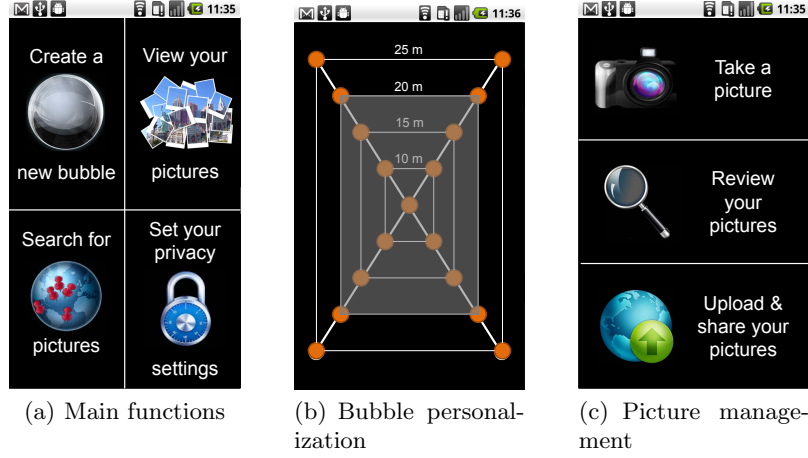 11:35
Create a
new bubble
View your
pictures
Search for
pictures
Set your
privacy
settings
(a) Main functions
11:36
25 m
20 m
15 m
10 m
(b) Bubble personal-
ization
11:35
Take a
picture
Review
your
pictures
Upload &
share your
pictures
(c) Picture manage-
ment